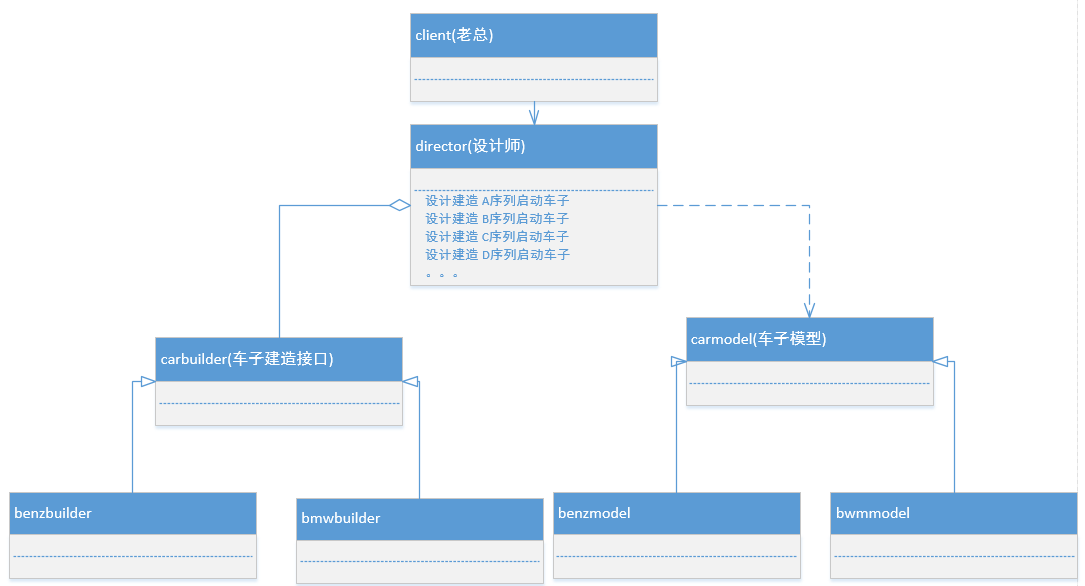 client(老总)
director(设计师)
设计建造 A序列启动车子
设计建造 B序列启动车子
设计建造 C序列启动车子
设计建造 D序列启动车子
。。。
carbuilder(车子建造接口)
carmodel(车子模型)
benzbuilder
bmwbuilder
benzmodel
bwmmodel